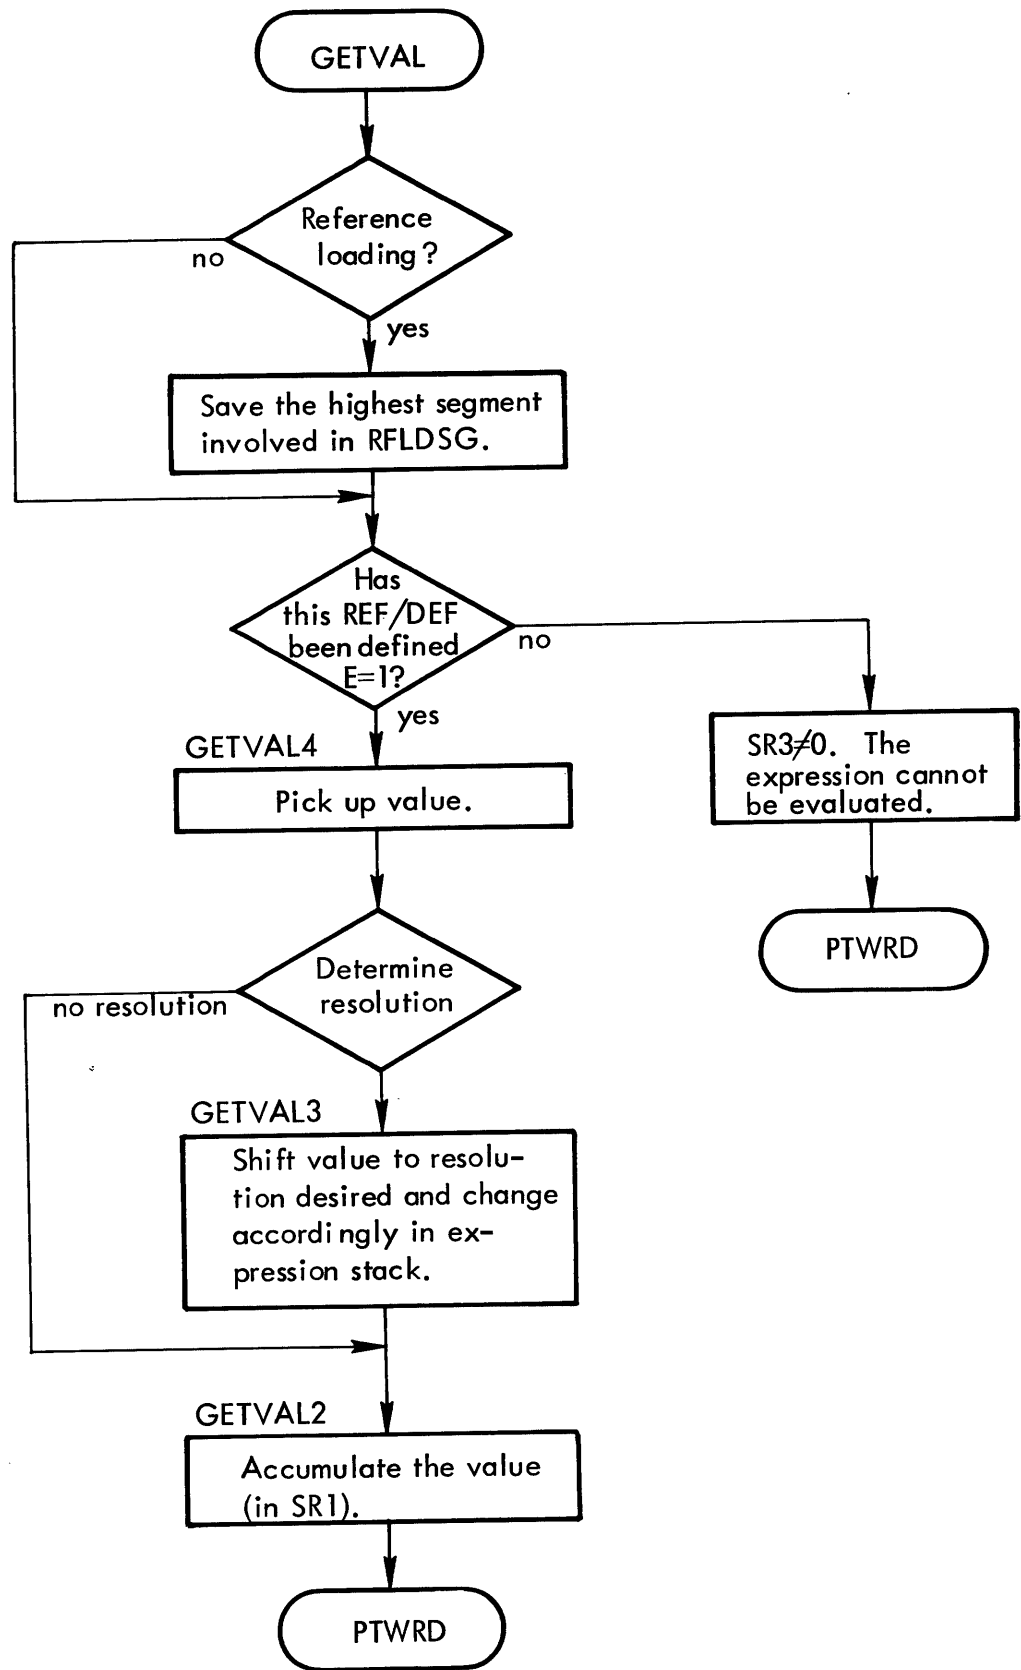 GETVAL
Reference
loading?
no
yes
Save the highest segment
involved in RFLDSG.
Has
this REF/DEF
been defined
E=1?
no
yes
GETVAL4
Pick up value.
SR3≠0. The
expression cannot
be evaluated.
PTWRD
Determine
resolution
no resolution
GETVAL3
Shift value to resolu-
tion desired and change
accordingly in ex-
pression stack.
GETVAL2
Accumulate the value
(in SR1).
PTWRD